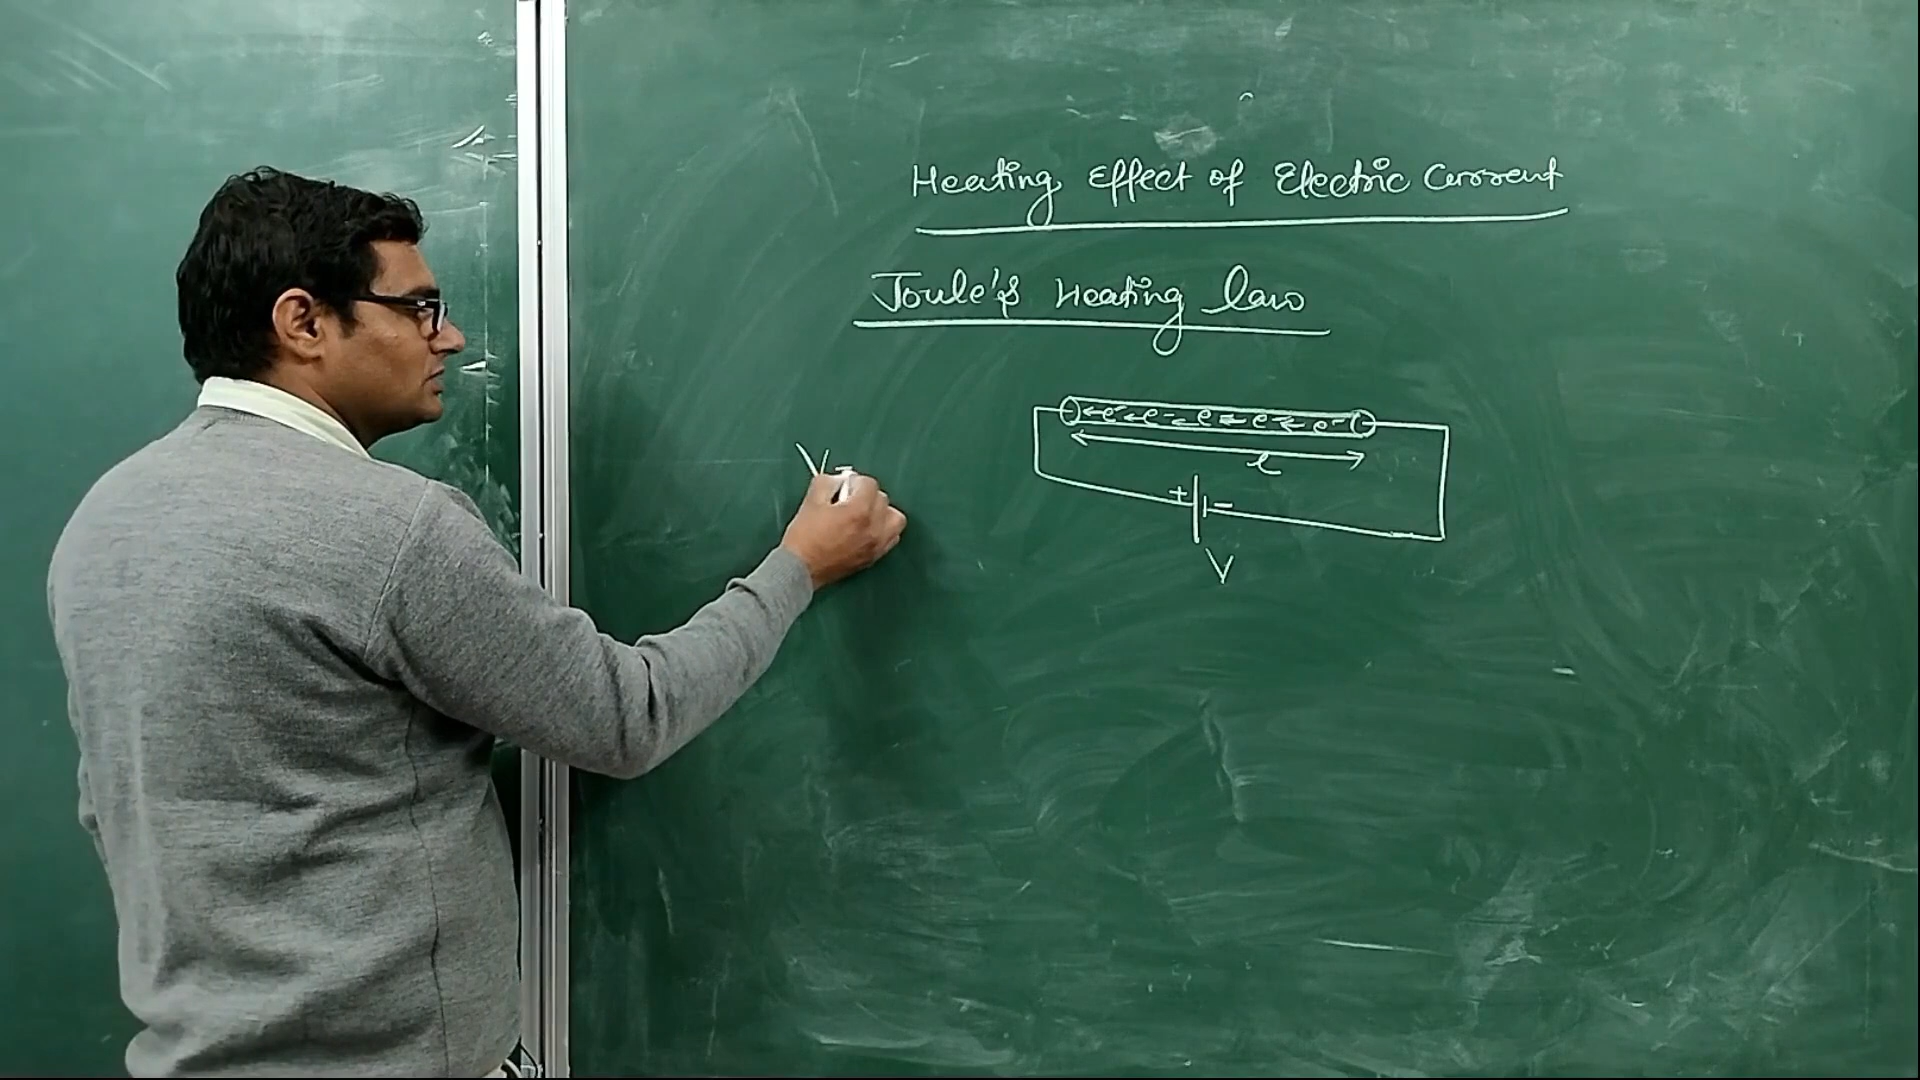 Heating Effect of Electric Current
Joule's Heating law
e⁻ e⁻ e e e⁻
l
+ −
V
V =